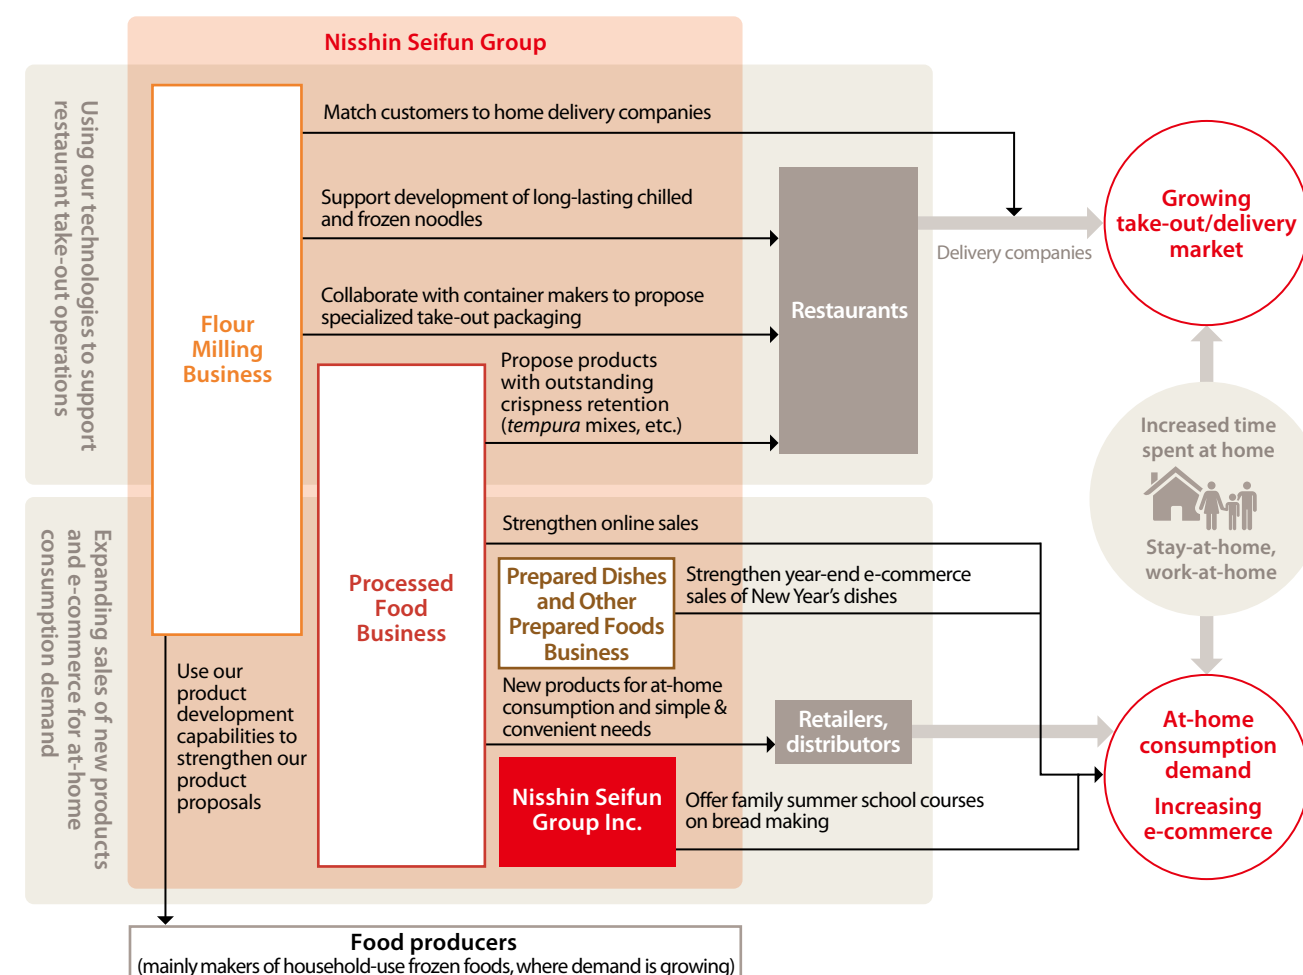 Nisshin Seifun Group
Using our technologies to support
restaurant take-out operations
Match customers to home delivery companies
Support development of long-lasting chilled
and frozen noodles
Collaborate with container makers to propose
specialized take-out packaging
Flour
Milling
Business
Propose products
with outstanding
crispness retention
(tempura mixes, etc.)
Restaurants
Delivery companies
Growing
take-out/delivery
market
Increased time
spent at home
Stay-at-home,
work-at-home
Expanding sales of new products
and e-commerce for at-home
consumption demand
Strengthen online sales
Processed
Food
Business
Prepared Dishes
and Other
Prepared Foods
Business
Strengthen year-end e-commerce
sales of New Year’s dishes
Use our
product
development
capabilities to
strengthen our
product
proposals
New products for at-home
consumption and simple &
convenient needs
Retailers,
distributors
Nisshin Seifun
Group Inc.
Offer family summer school courses
on bread making
At-home
consumption
demand
Increasing
e-commerce
Food producers
(mainly makers of household-use frozen foods, where demand is growing)